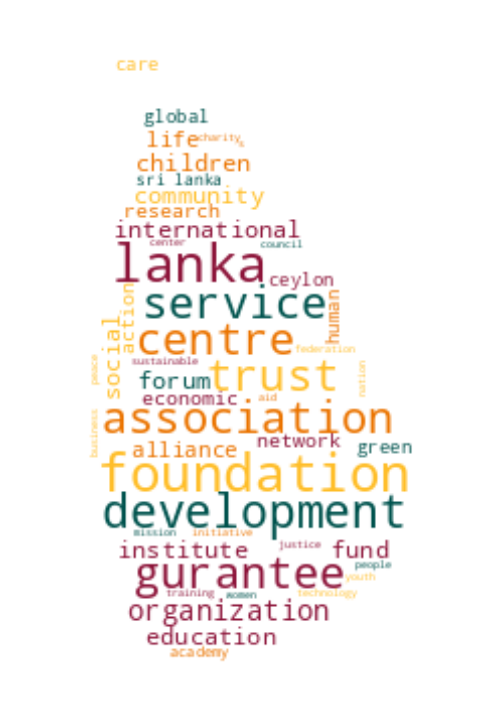 care
global
life charity
children
sri lanka
community
research
international
center council
lanka
ceylon
service
action
human
social
centre
federation
peace
sustainable
trust
nation
forum
economic aid
association
business
network
alliance green
foundation
development
mission initiative
institute justice fund
people
gurantee
youth
training women technology
organization
education
academy